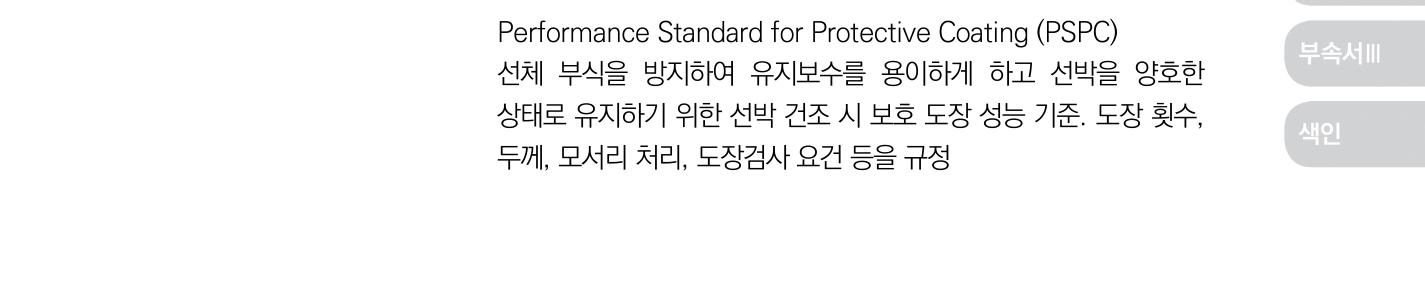 Performance Standard for Protective Coating (PSPC)
선체 부식을 방지하여 유지보수를 용이하게 하고 선박을 양호한
상태로 유지하기 위한 선박 건조 시 보호 도장 성능 기준. 도장 횟수,
두께, 모서리 처리, 도장검사 요건 등을 규정
부속서Ⅲ
색인